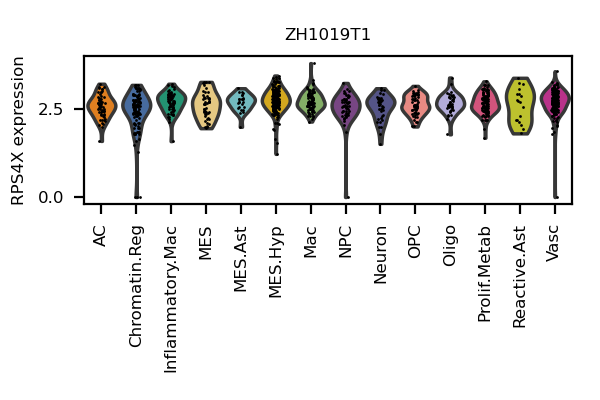 ZH1019T1
RPS4X expression
2.5
0.0
AC
Chromatin.Reg
Inflammatory.Mac
MES
MES.Ast
MES.Hyp
Mac
NPC
Neuron
OPC
Oligo
Prolif.Metab
Reactive.Ast
Vasc